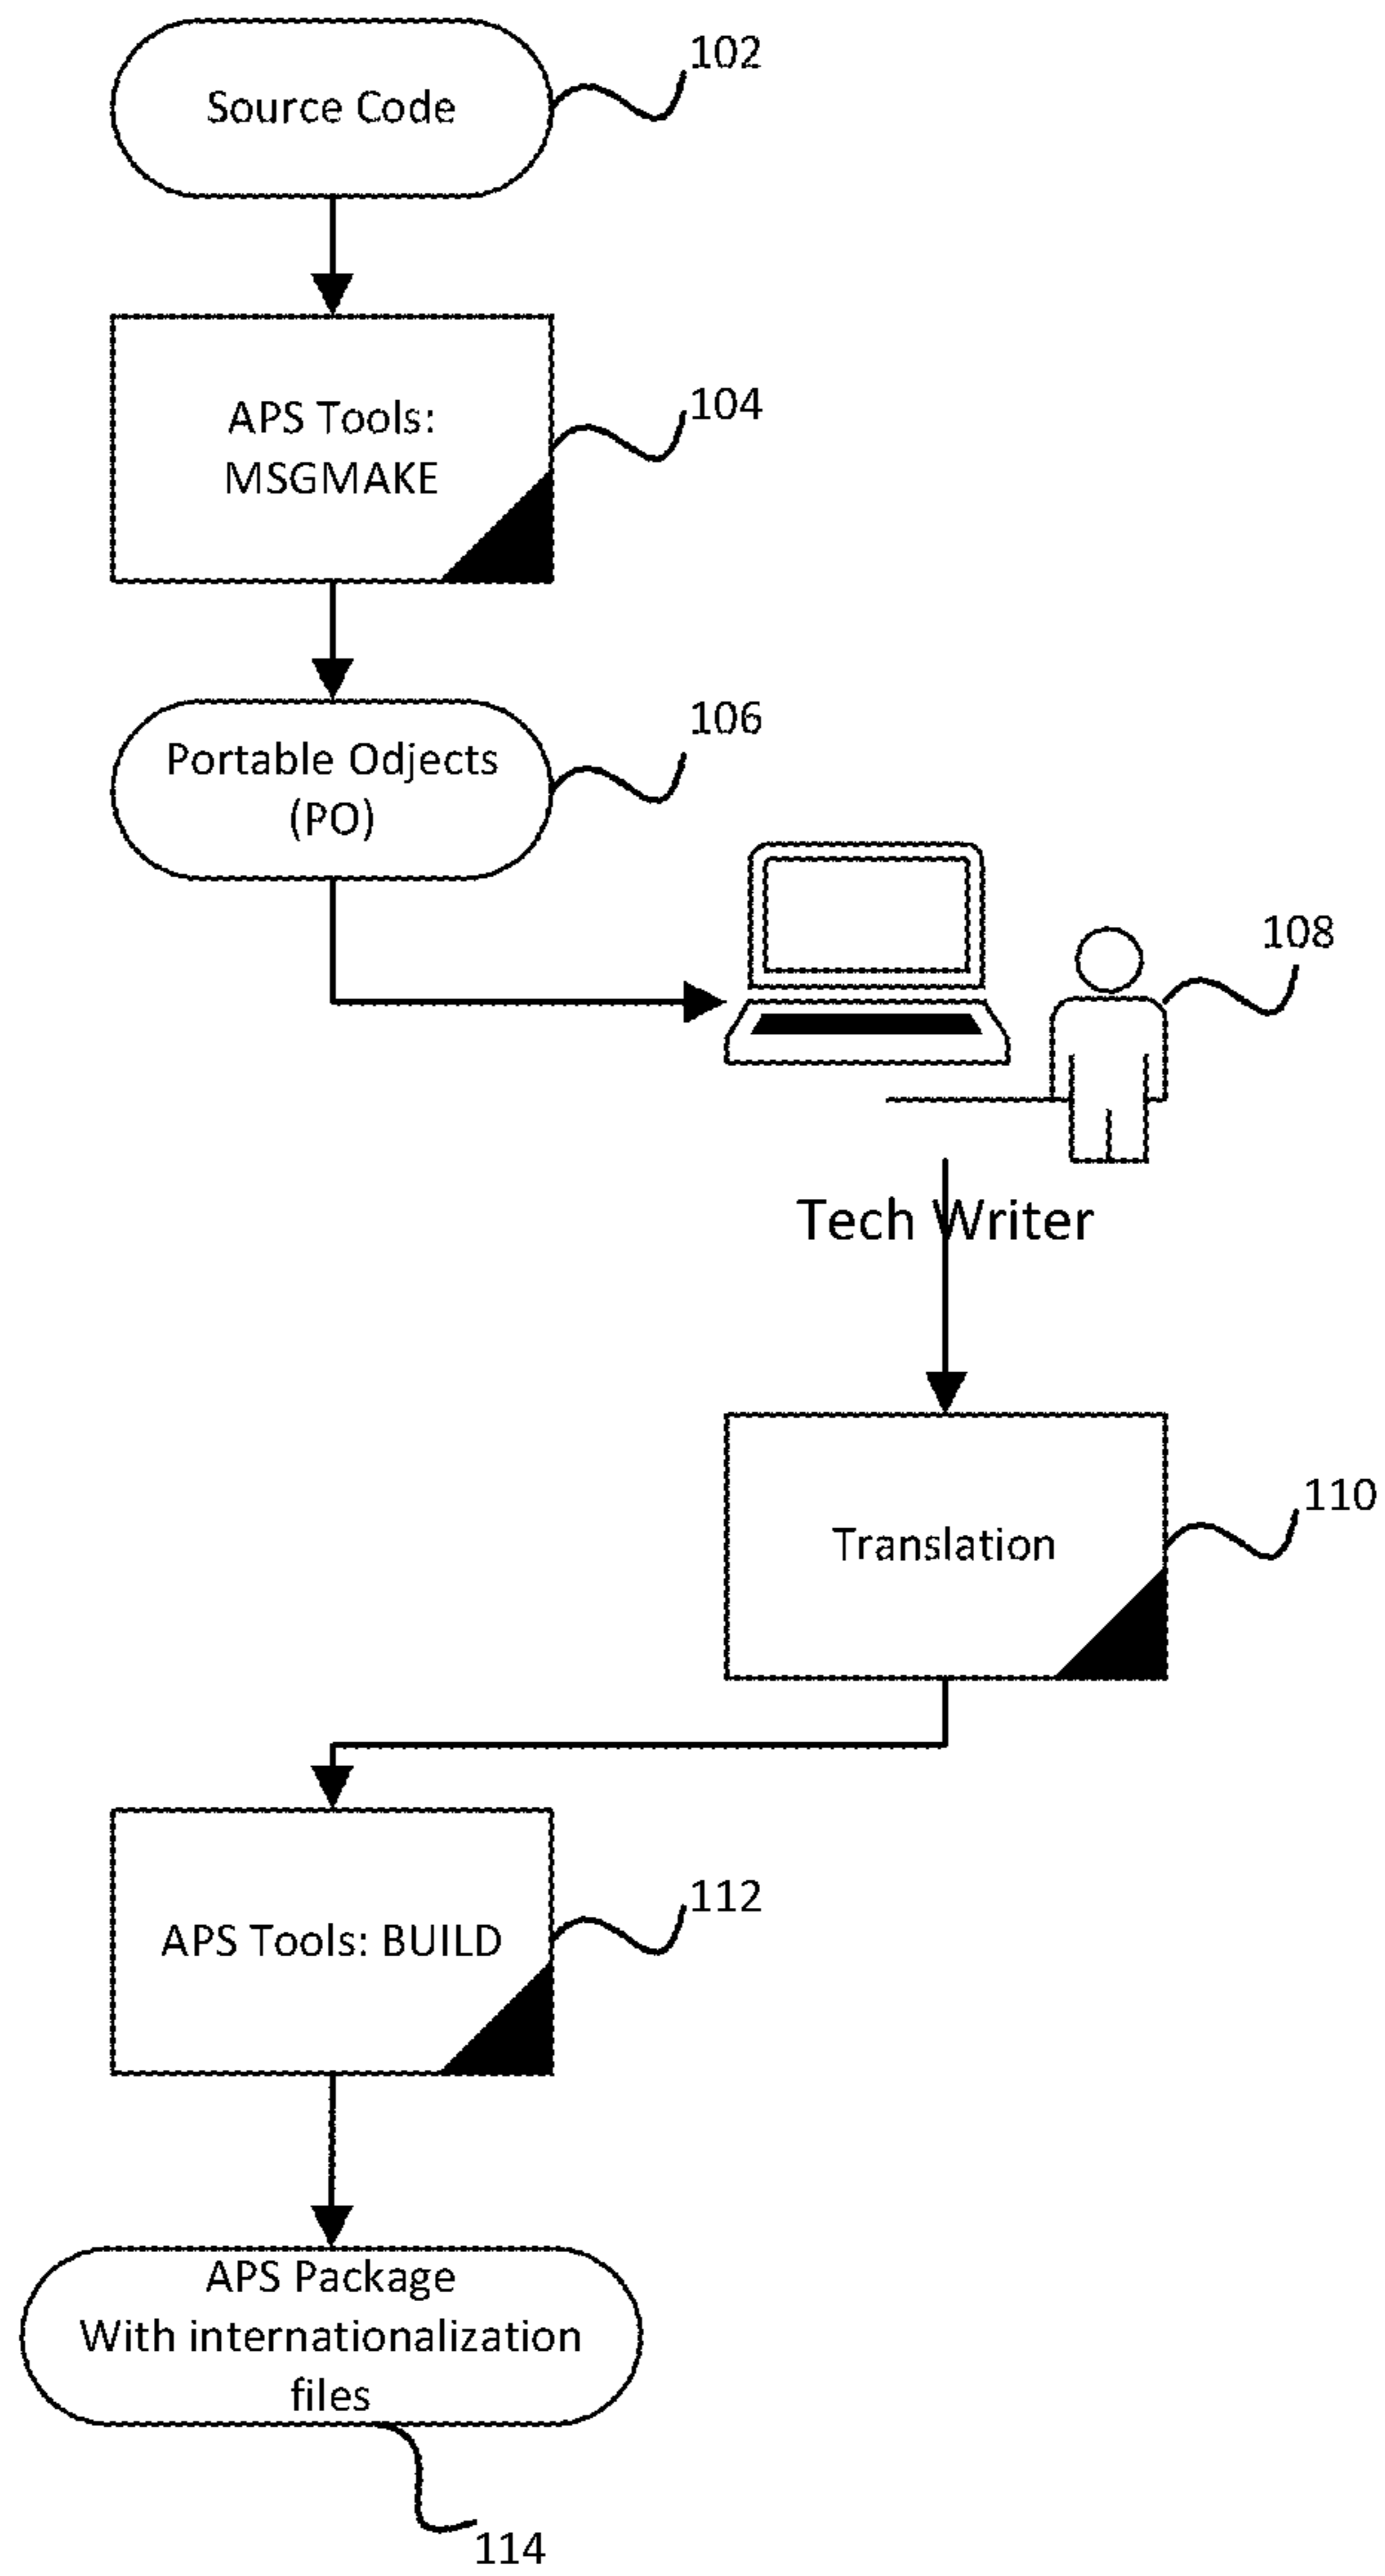 Source Code
102
APS Tools:
MSGMAKE
104
Portable Odjects
(PO)
106
108
Tech Writer
Translation
110
APS Tools: BUILD
112
APS Package
With internationalization
files
114